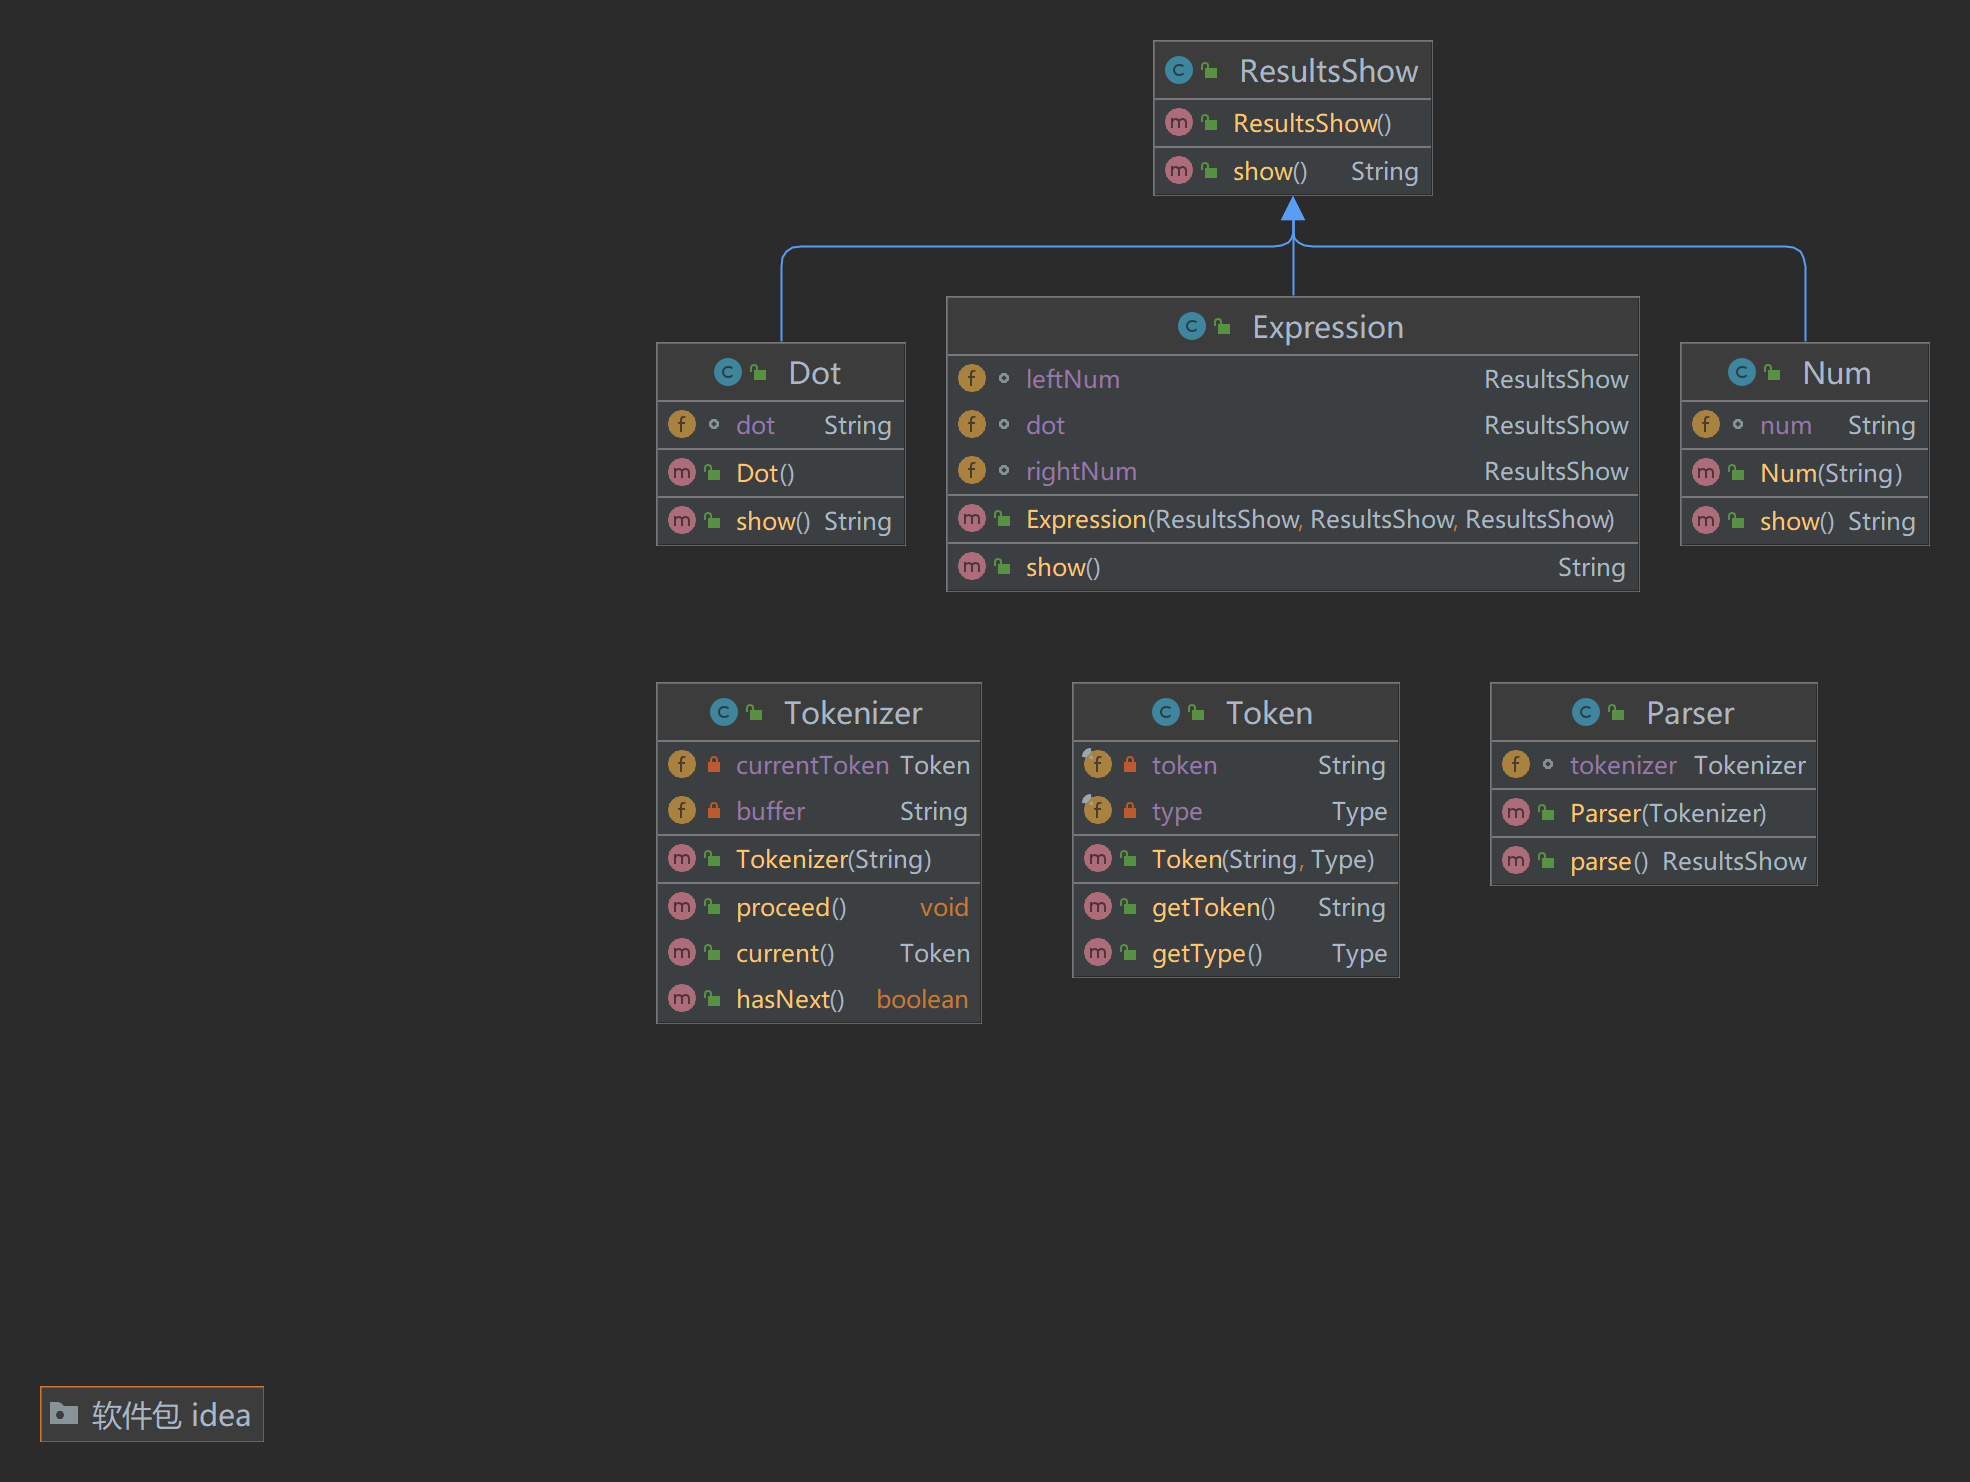 ResultsShow
ResultsShow()
show() String
Dot
dot String
Dot()
show() String
Expression
leftNum ResultsShow
dot ResultsShow
rightNum ResultsShow
Expression(ResultsShow, ResultsShow, ResultsShow)
show() String
Num
num String
Num(String)
show() String
Tokenizer
currentToken Token
buffer String
Tokenizer(String)
proceed() void
current() Token
hasNext() boolean
Token
token String
type Type
Token(String, Type)
getToken() String
getType() Type
Parser
tokenizer Tokenizer
Parser(Tokenizer)
parse() ResultsShow
软件包 idea